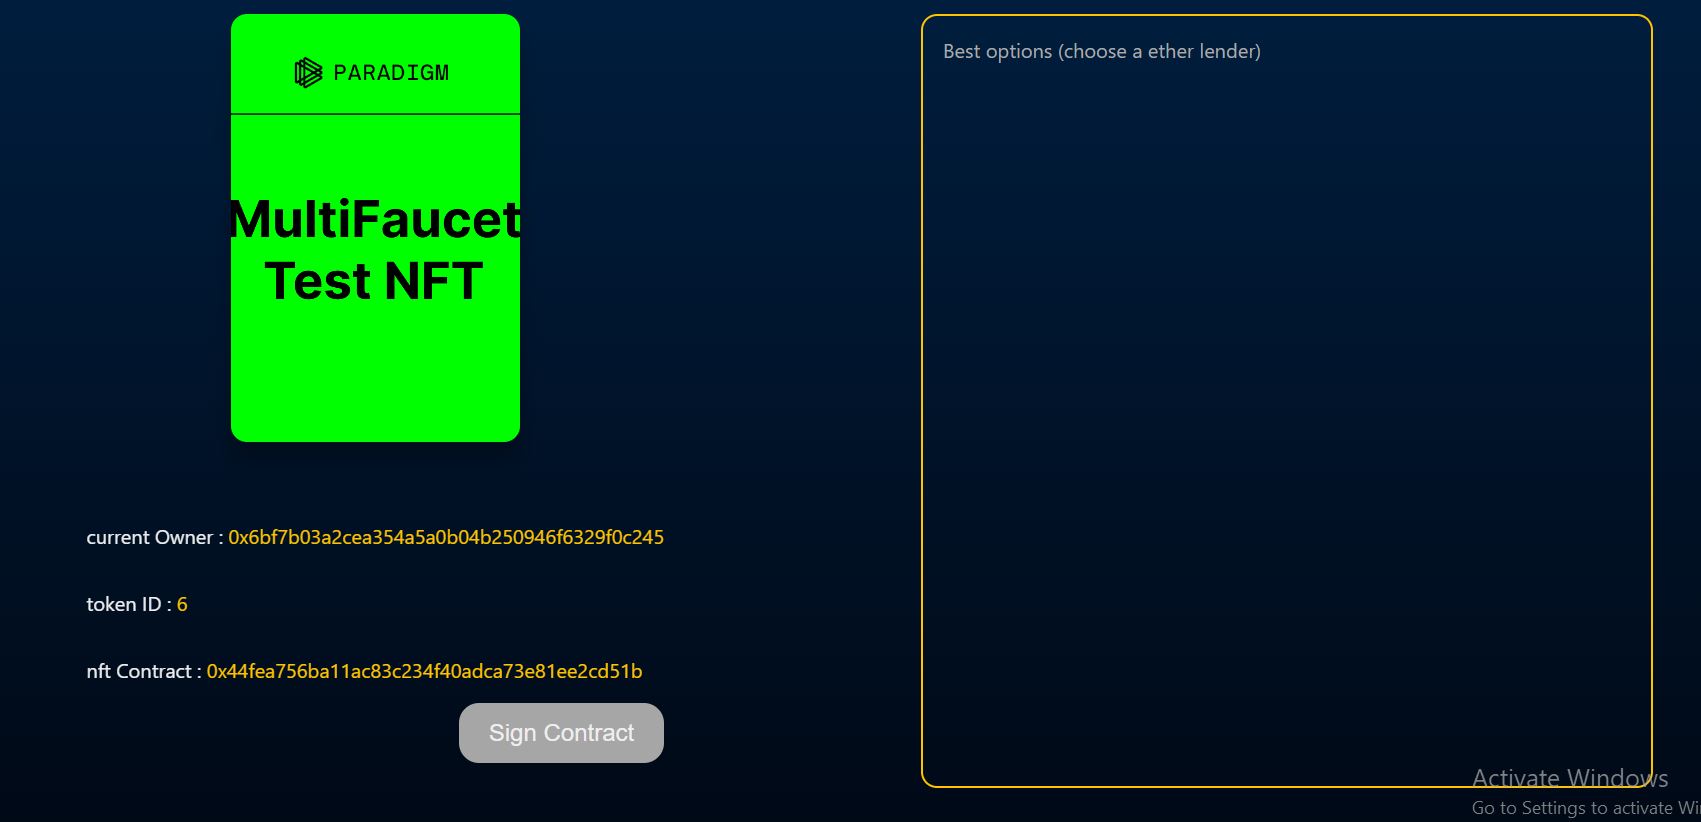 PARADIGM
MultiFaucet
Test NFT
current Owner : 0x6bf7b03a2cea354a5a0b04b250946f6329f0c245
token ID : 6
nft Contract : 0x44fea756ba11ac83c234f40adca73e81ee2cd51b
Sign Contract
Best options (choose a ether lender)
Activate Windows
Go to Settings to activate Wi